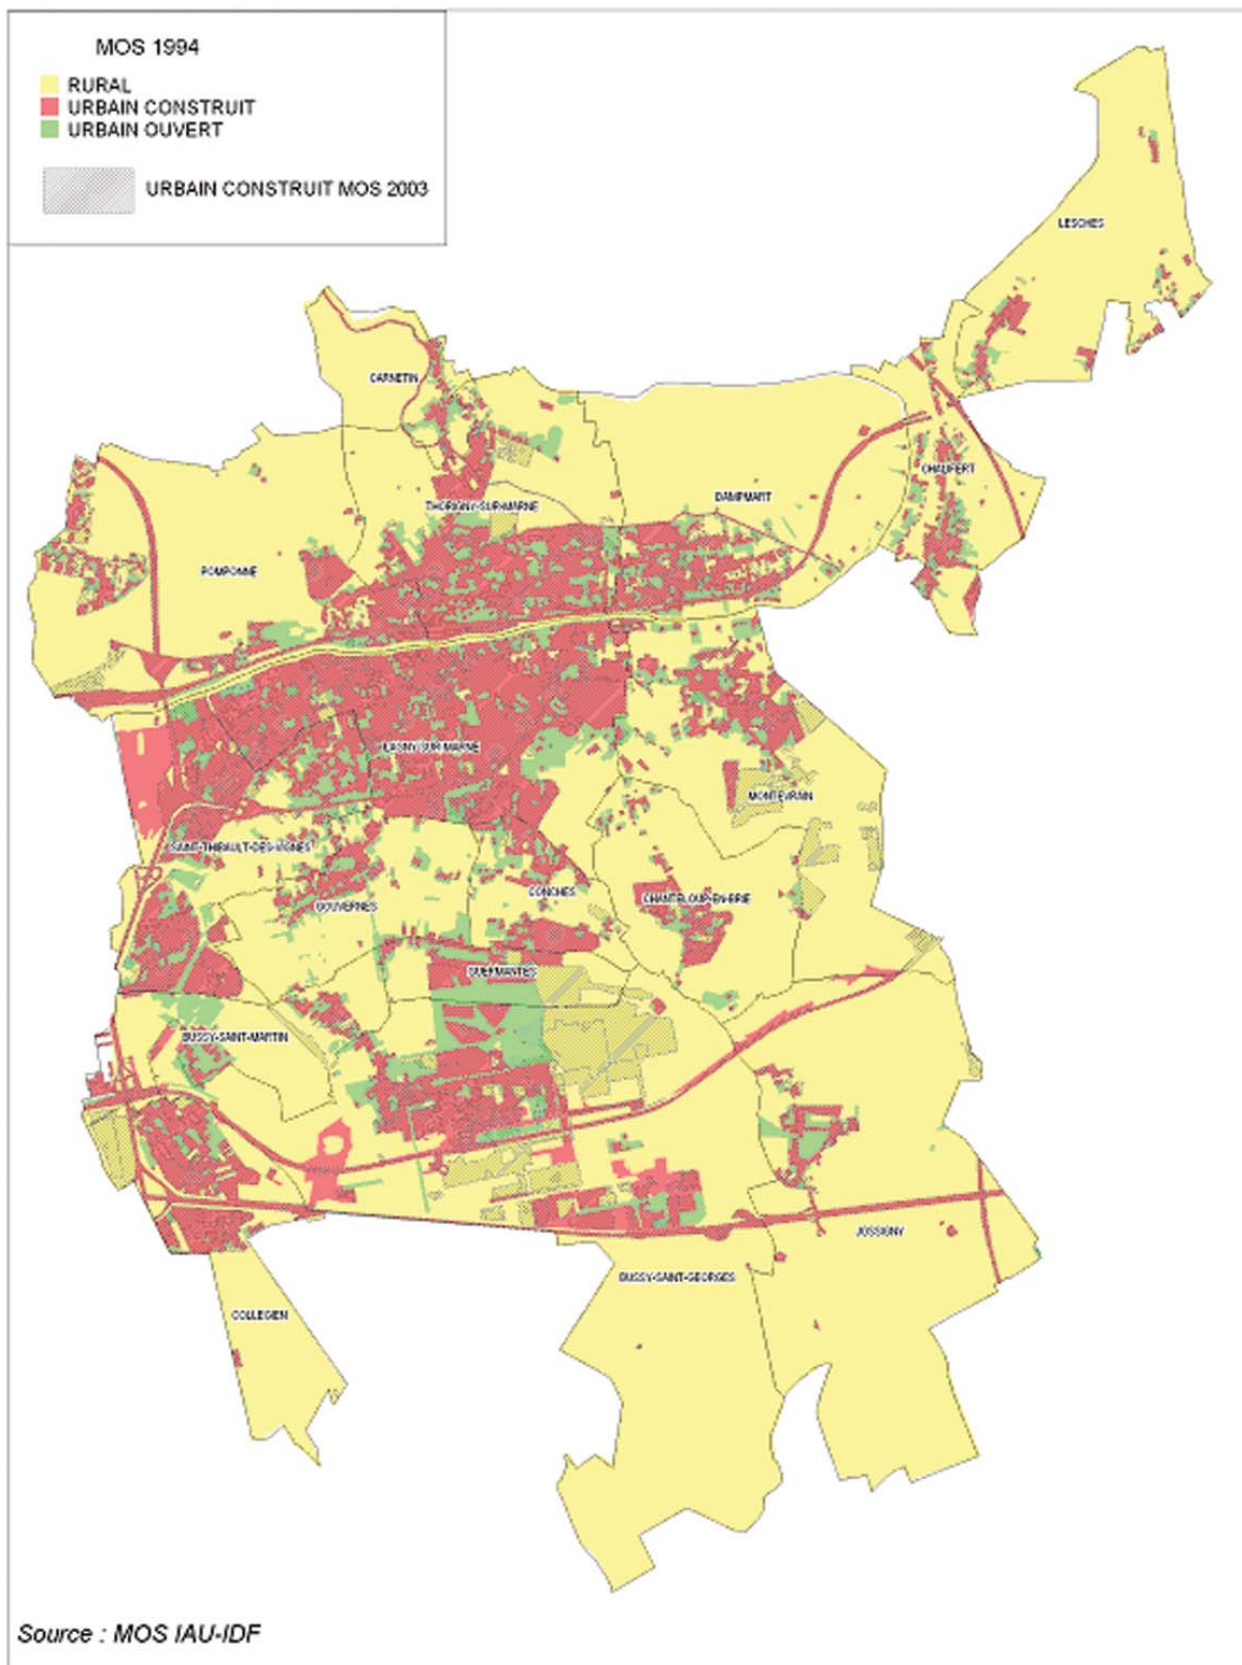 MOS 1994
RURAL
URBAIN CONSTRUIT
URBAIN OUVERT
URBAIN CONSTRUIT MOS 2003
LESCHES
CARNETIN
CHALIFERT
THORIGNY-SUR-MARNE
DAMPMART
POMPONNE
LAGNY-SUR-MARNE
MONTEVRAIN
SAINT-THIBAULT-DES-VIGNES
CONCHES
CHANTELOUP-EN-BRIE
GOUVERNES
GUERMANTES
BUSSY-SAINT-MARTIN
JOSSIGNY
BUSSY-SAINT-GEORGES
COLLEGIEN
Source : MOS IAU-IDF